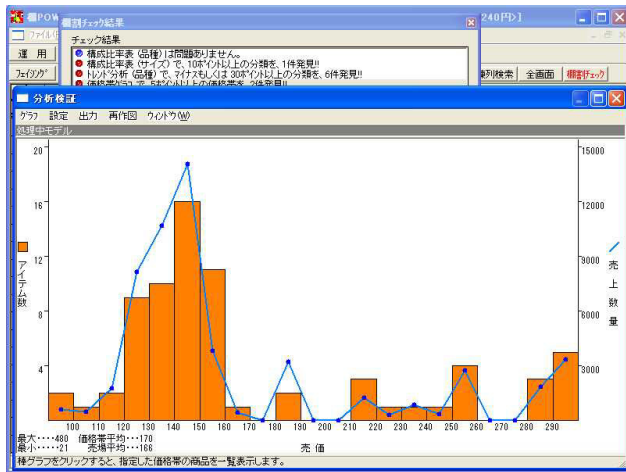 棚POW
棚割チェック結果
240円>]
ファイル(F)
チェック結果
運 用
構成比率表（品種）は問題ありません。
構成比率表（サイズ）で、10ポイント以上の分類を、1件発見!!
トレンド分析（品種）で、マイナスもしくは 30ポイント以上の分類を、6件発見!!
フェイシング
陳列検索
全画面
棚割チェック
分析検証
グラフ 設定 出力 再作図 ウィンドウ(W)
処理中モデル
20
16
12
8
4
アイテム数
15000
12000
9000
6000
3000
売上数量
100 110 120 130 140 150 160 170 180 190 200 210 220 230 240 250 260 270 280 290
最大････480 価格帯平均･･･170
最小････21 売場平均･･･166
売 価
棒グラフをクリックすると、指定した価格帯の商品を一覧表示します。